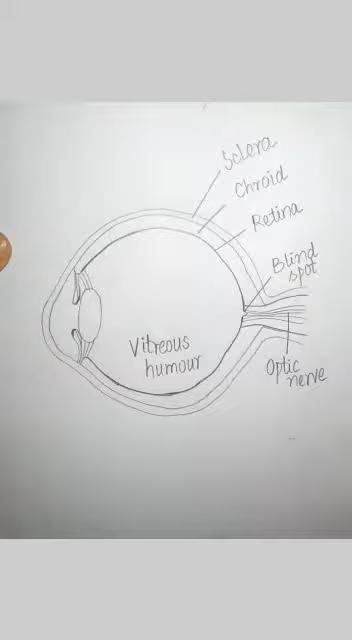 Sclera
Chroid
Retina
Blind
spot
Vitreous
humour
Optic
nerve